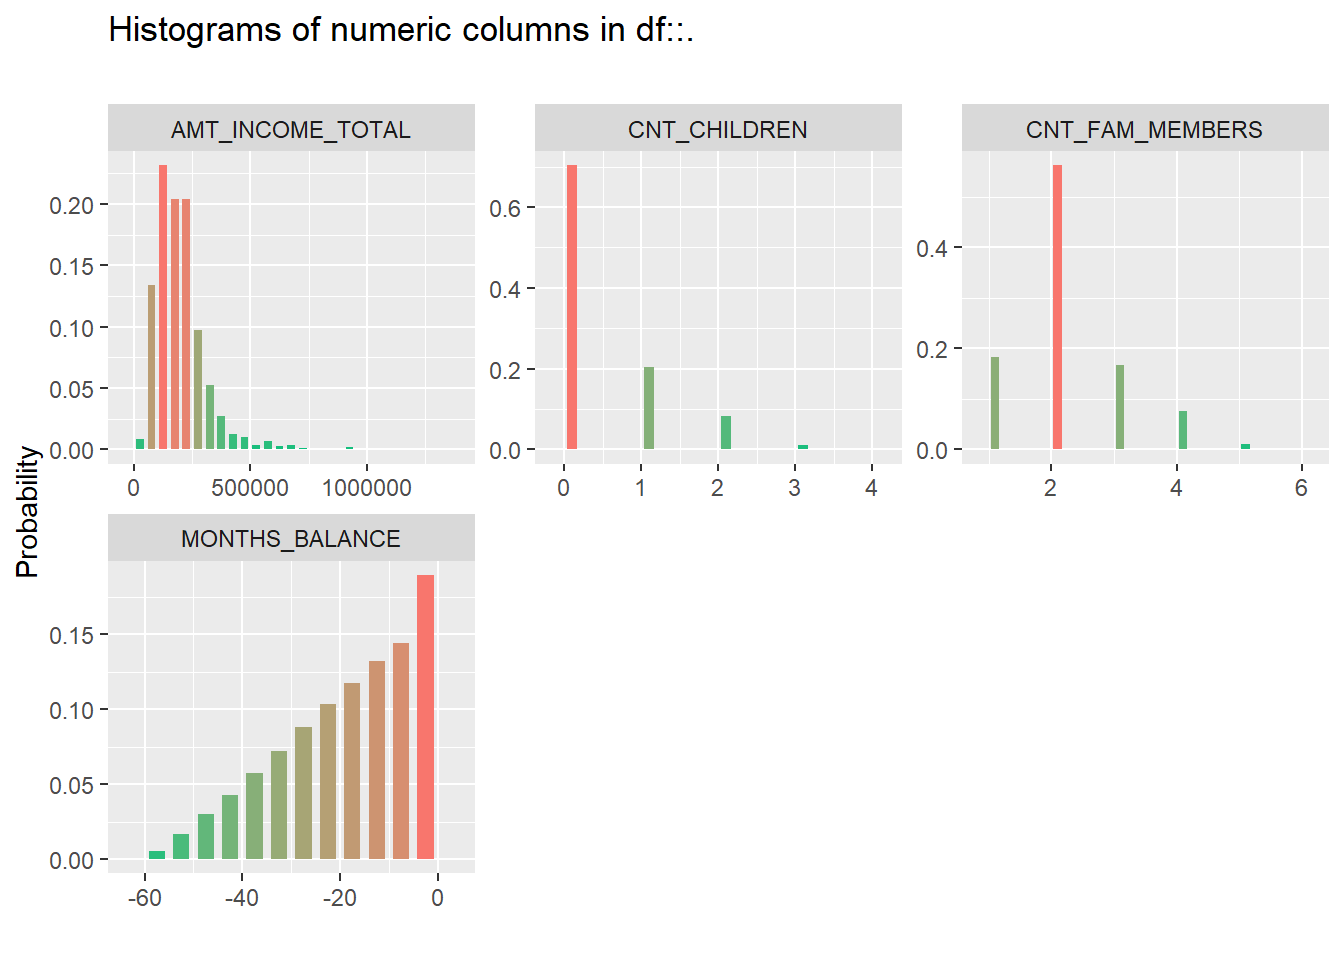 Histograms of numeric columns in df::.
AMT_INCOME_TOTAL
CNT_CHILDREN
CNT_FAM_MEMBERS
0.20
0.15
0.10
0.05
0.00
0 500000 1000000
0.6
0.4
0.2
0.0
0 1 2 3 4
0.4
0.2
0.0
2 4 6
Probability
MONTHS_BALANCE
0.15
0.10
0.05
0.00
-60 -40 -20 0